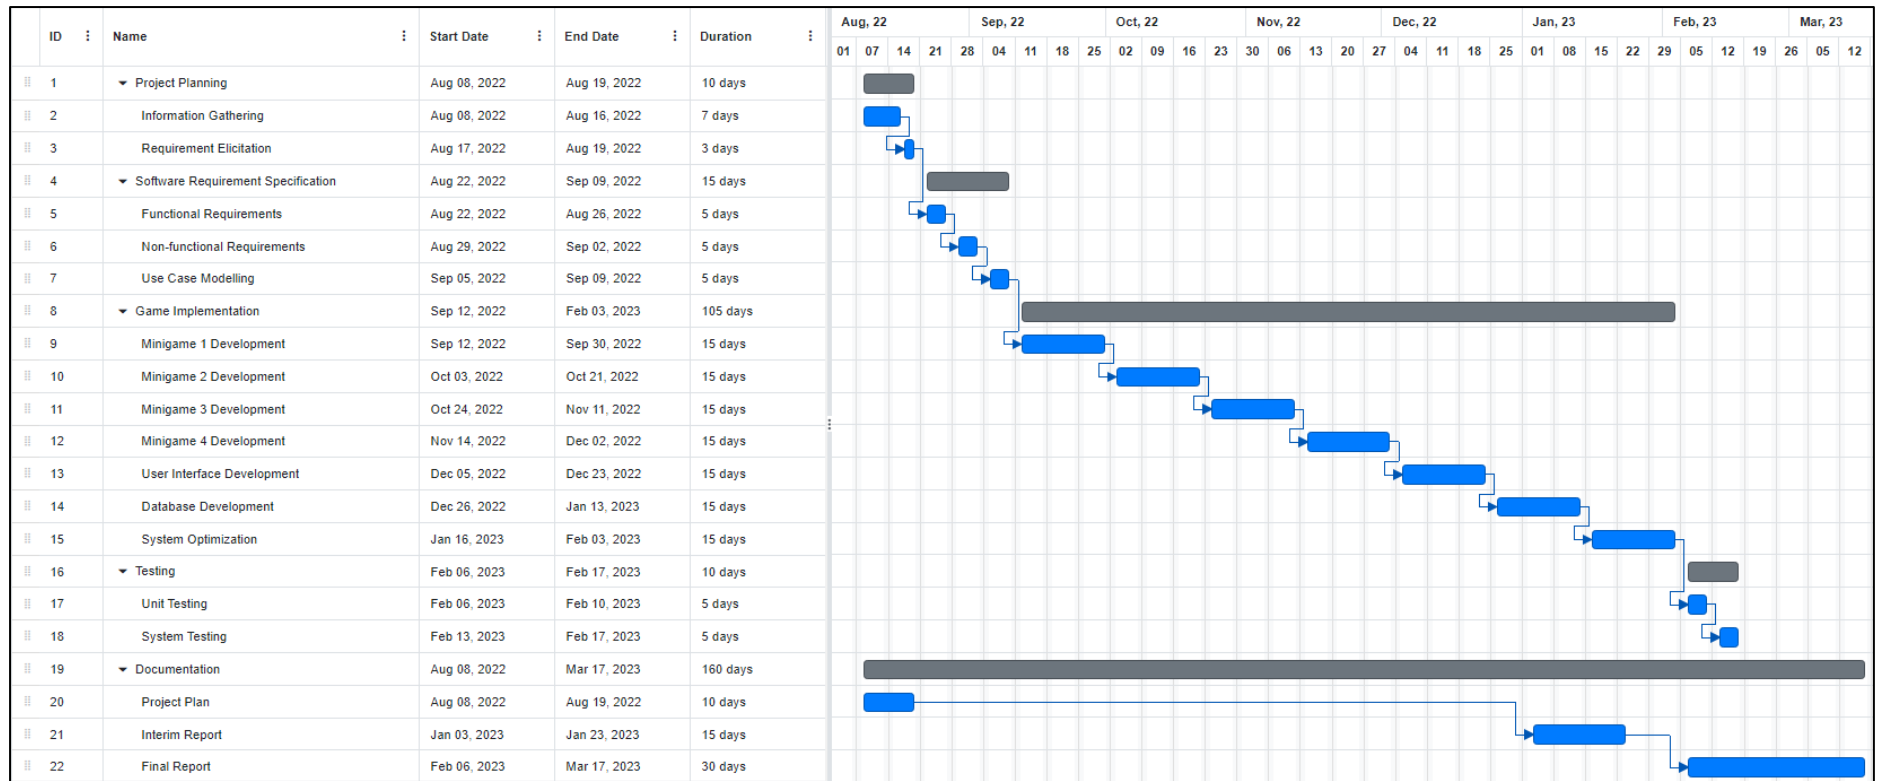 Aug, 22 Sep, 22 Oct, 22 Nov, 22 Dec, 22 Jan, 23 Feb, 23 Mar, 23
ID Name Start Date End Date Duration
01 07 14 21 28 04 11 18 25 02 09 16 23 30 06 13 20 27 04 11 18 25 01 08 15 22 29 05 12 19 26 05 12
1 Project Planning Aug 08, 2022 Aug 19, 2022 10 days
2 Information Gathering Aug 08, 2022 Aug 16, 2022 7 days
3 Requirement Elicitation Aug 17, 2022 Aug 19, 2022 3 days
4 Software Requirement Specification Aug 22, 2022 Sep 09, 2022 15 days
5 Functional Requirements Aug 22, 2022 Aug 26, 2022 5 days
6 Non-functional Requirements Aug 29, 2022 Sep 02, 2022 5 days
7 Use Case Modelling Sep 05, 2022 Sep 09, 2022 5 days
8 Game Implementation Sep 12, 2022 Feb 03, 2023 105 days
9 Minigame 1 Development Sep 12, 2022 Sep 30, 2022 15 days
10 Minigame 2 Development Oct 03, 2022 Oct 21, 2022 15 days
11 Minigame 3 Development Oct 24, 2022 Nov 11, 2022 15 days
12 Minigame 4 Development Nov 14, 2022 Dec 02, 2022 15 days
13 User Interface Development Dec 05, 2022 Dec 23, 2022 15 days
14 Database Development Dec 26, 2022 Jan 13, 2023 15 days
15 System Optimization Jan 16, 2023 Feb 03, 2023 15 days
16 Testing Feb 06, 2023 Feb 17, 2023 10 days
17 Unit Testing Feb 06, 2023 Feb 10, 2023 5 days
18 System Testing Feb 13, 2023 Feb 17, 2023 5 days
19 Documentation Aug 08, 2022 Mar 17, 2023 160 days
20 Project Plan Aug 08, 2022 Aug 19, 2022 10 days
21 Interim Report Jan 03, 2023 Jan 23, 2023 15 days
22 Final Report Feb 06, 2023 Mar 17, 2023 30 days